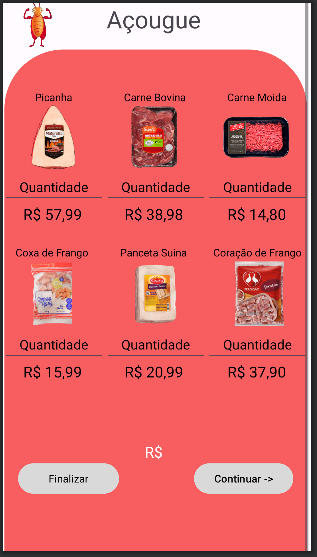 Açougue
Picanha Carne Bovina Carne Moida
Quantidade Quantidade Quantidade
R$ 57,99 R$ 38,98 R$ 14,80
Coxa de Frango Panceta Suina Coração de Frango
Quantidade Quantidade Quantidade
R$ 15,99 R$ 20,99 R$ 37,90
R$
Finalizar Continuar ->